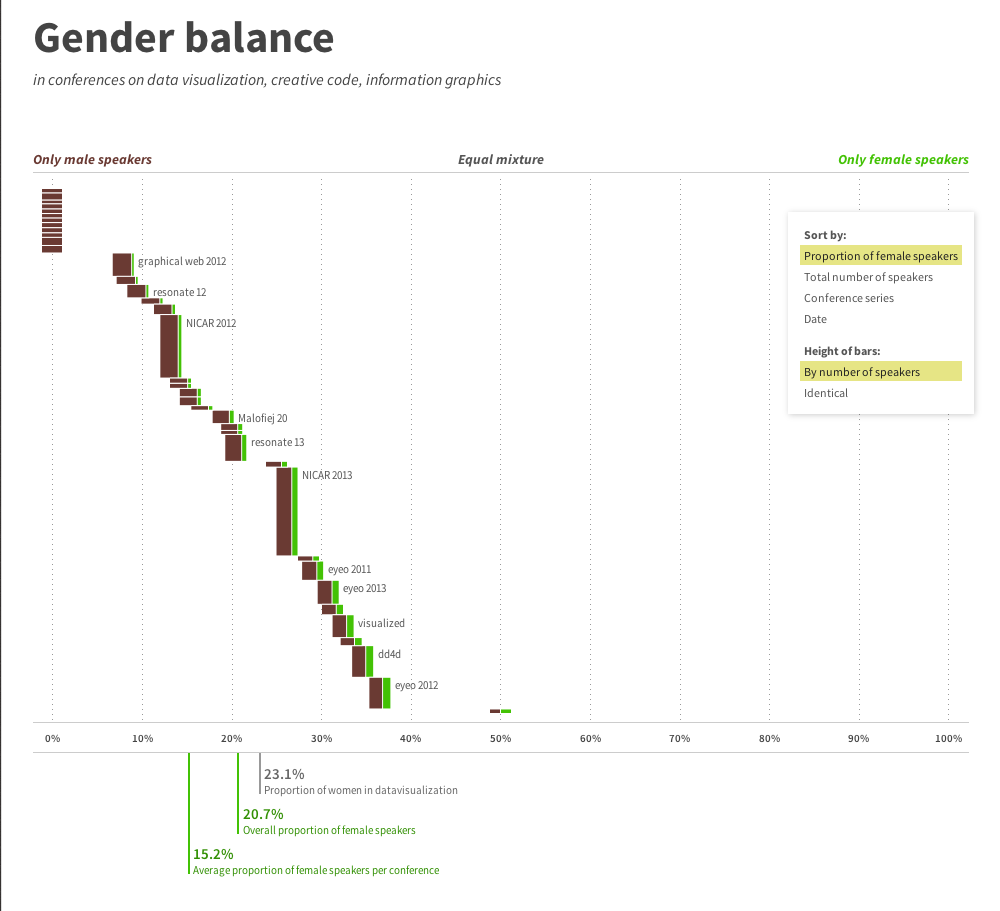 Gender balance
in conferences on data visualization, creative code, information graphics
Only male speakers
Equal mixture
Only female speakers
Sort by:
Proportion of female speakers
Total number of speakers
Conference series
Date
Height of bars:
By number of speakers
Identical
graphical web 2012
resonate 12
NICAR 2012
Malofiej 20
resonate 13
NICAR 2013
eyeo 2011
eyeo 2013
visualized
dd4d
eyeo 2012
0% 10% 20% 30% 40% 50% 60% 70% 80% 90% 100%
23.1%
Proportion of women in datavisualization
20.7%
Overall proportion of female speakers
15.2%
Average proportion of female speakers per conference